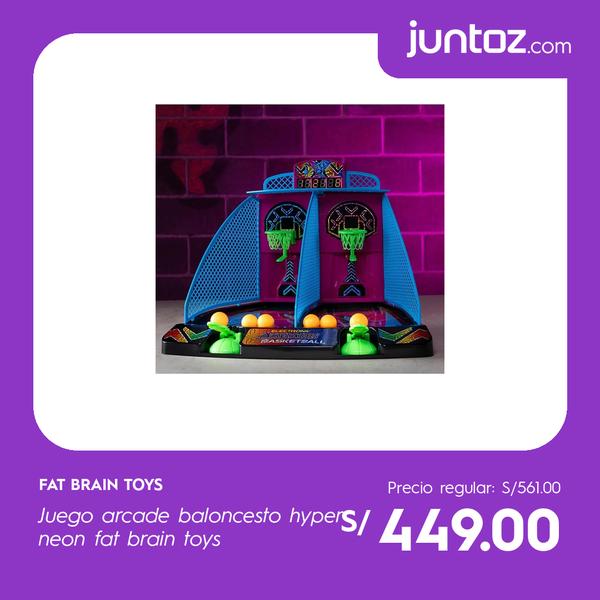 juntoz.com
ELECTRONIC
BASKETBALL
FAT BRAIN TOYS
Precio regular: S/561.00
Juego arcade baloncesto hyper
neon fat brain toys
S/ 449.00